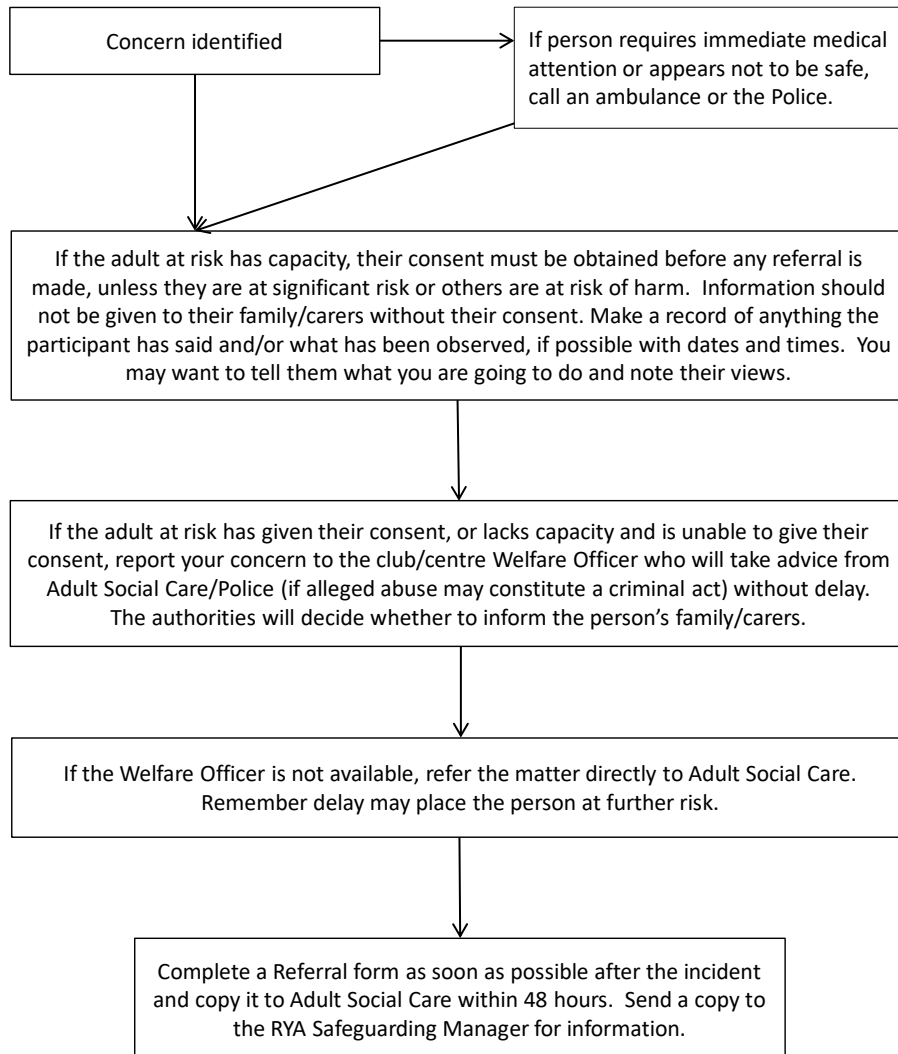 Concern identified
If person requires immediate medical
attention or appears not to be safe,
call an ambulance or the Police.
If the adult at risk has capacity, their consent must be obtained before any referral is
made, unless they are at significant risk or others are at risk of harm.  Information should
not be given to their family/carers without their consent. Make a record of anything the
participant has said and/or what has been observed, if possible with dates and times.  You
may want to tell them what you are going to do and note their views.
If the adult at risk has given their consent, or lacks capacity and is unable to give their
consent, report your concern to the club/centre Welfare Officer who will take advice from
Adult Social Care/Police (if alleged abuse may constitute a criminal act) without delay.
The authorities will decide whether to inform the person’s family/carers.
If the Welfare Officer is not available, refer the matter directly to Adult Social Care.
Remember delay may place the person at further risk.
Complete a Referral form as soon as possible after the incident
and copy it to Adult Social Care within 48 hours.  Send a copy to
the RYA Safeguarding Manager for information.